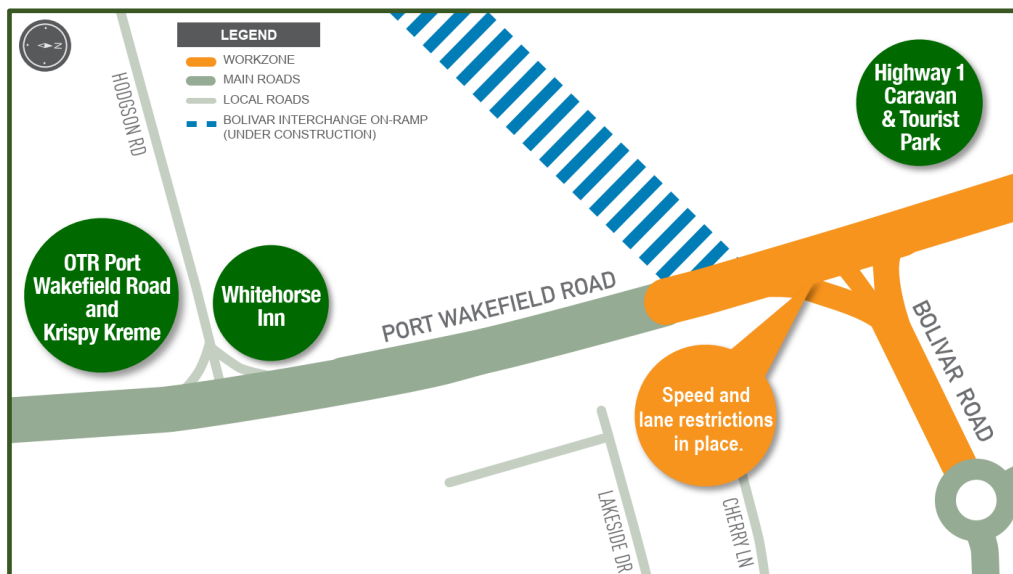 N
LEGEND
WORKZONE
MAIN ROADS
LOCAL ROADS
BOLIVAR INTERCHANGE ON-RAMP
(UNDER CONSTRUCTION)
HODGSON RD
Highway 1
Caravan
& Tourist
Park
OTR Port
Wakefield Road
and
Krispy Kreme
Whitehorse
Inn
PORT WAKEFIELD ROAD
BOLIVAR ROAD
Speed and
lane restrictions
in place.
LAKESIDE DR
CHERRY LN